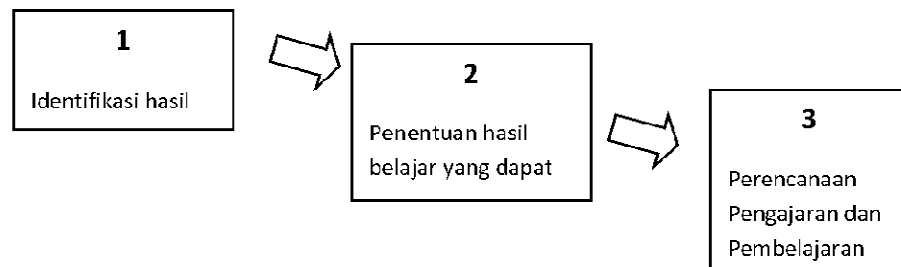 1
Identifikasi hasil
2
Penentuan hasil
belajar yang dapat
3
Perencanaan
Pengajaran dan
Pembelajaran